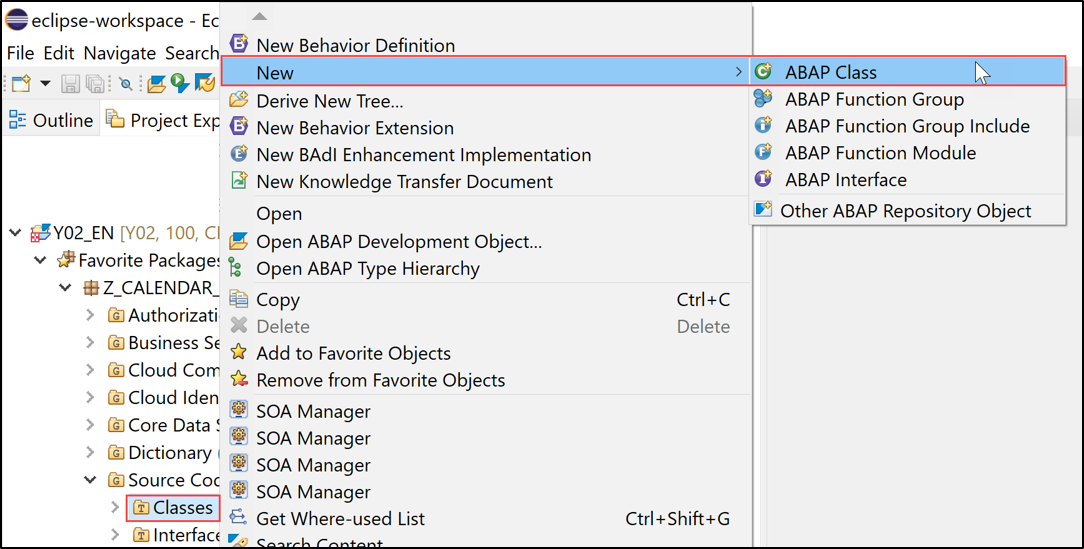 eclipse-workspace - Ec
File Edit Navigate Search
Outline
Project Exp
Y02_EN [Y02, 100, C
Favorite Packages
Z_CALENDAR_
Authorizati
Business Se
Cloud Com
Cloud Iden
Core Data S
Dictionary (
Source Coc
Classes
Interface
New Behavior Definition
New
Derive New Tree...
New Behavior Extension
New BAdI Enhancement Implementation
New Knowledge Transfer Document
Open
Open ABAP Development Object...
Open ABAP Type Hierarchy
Copy Ctrl+C
Delete Delete
Add to Favorite Objects
Remove from Favorite Objects
SOA Manager
SOA Manager
SOA Manager
SOA Manager
Get Where-used List Ctrl+Shift+G
Search Content
ABAP Class
ABAP Function Group
ABAP Function Group Include
ABAP Function Module
ABAP Interface
Other ABAP Repository Object